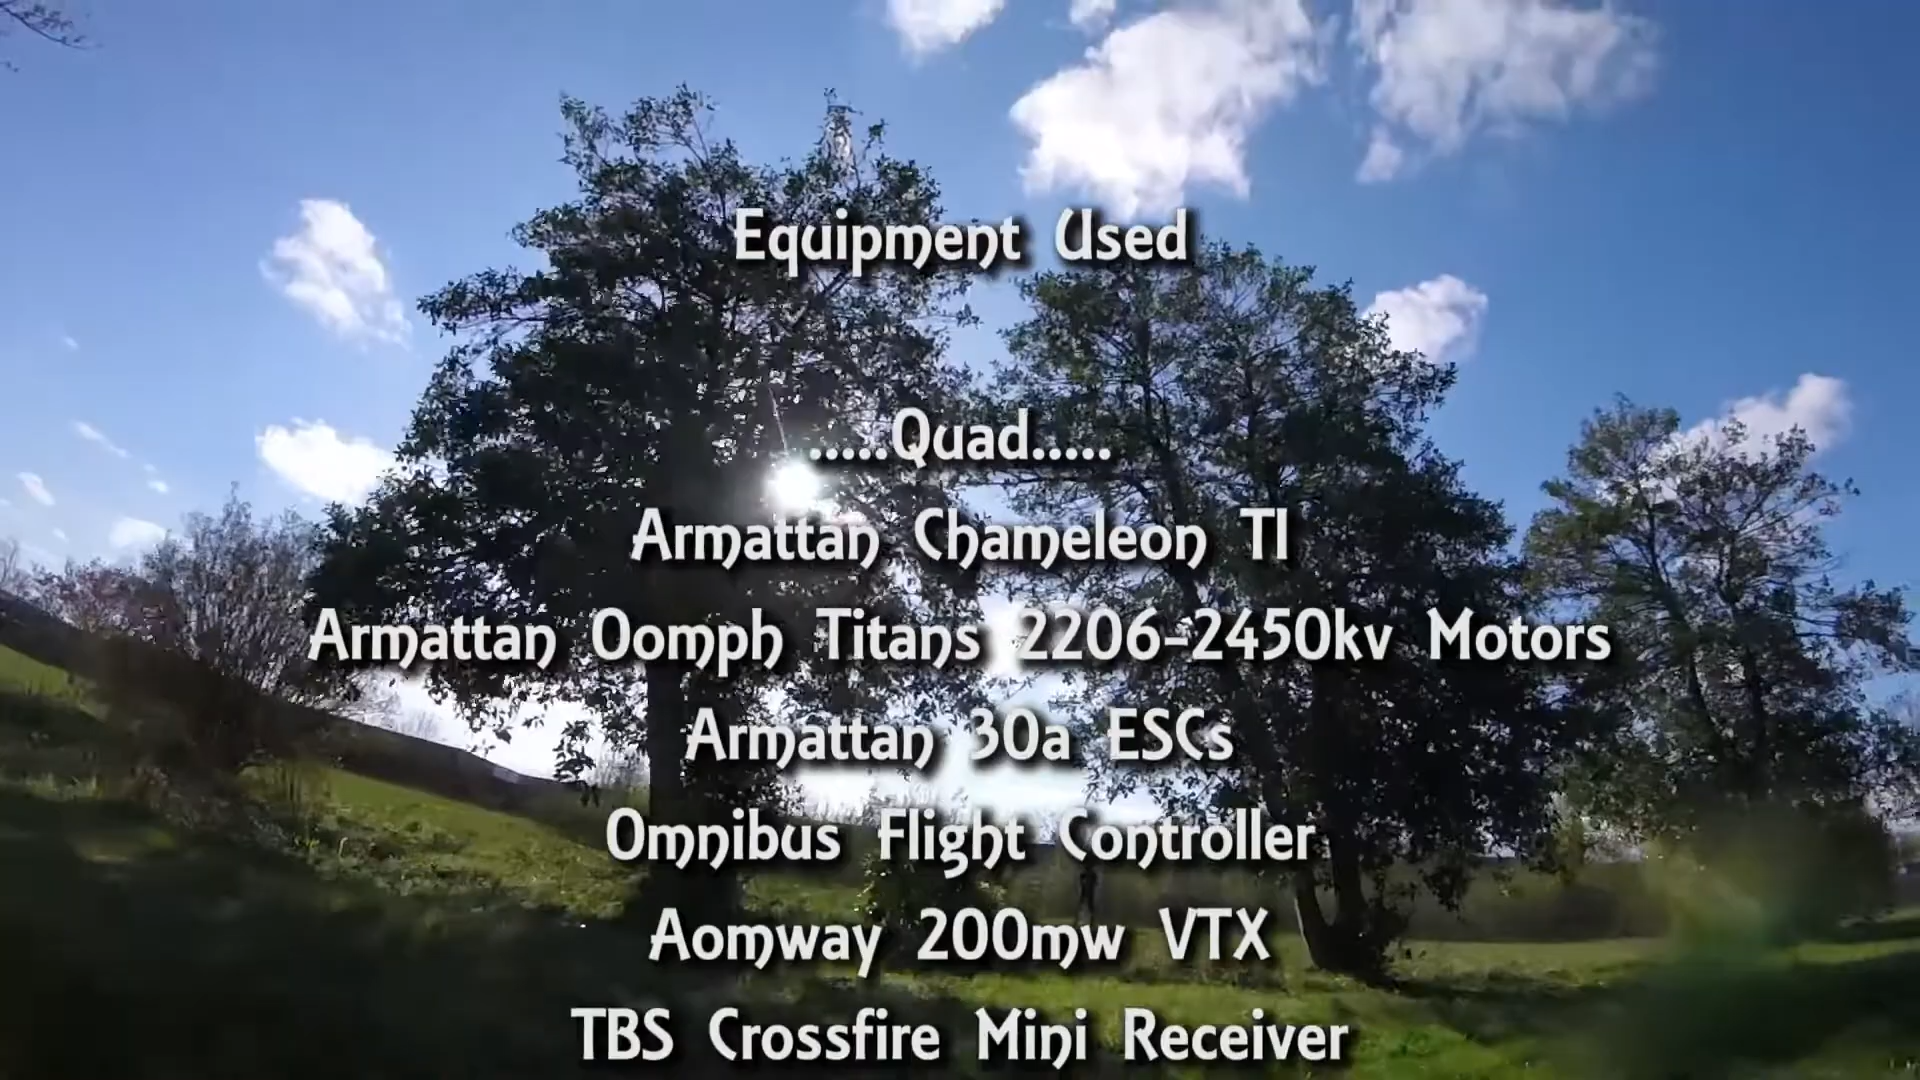 Equipment Used
.....Quad.....
Armattan Chameleon TI
Armattan Oomph Titans 2206-2450kv Motors
Armattan 30a ESCs
Omnibus Flight Controller
Aomway 200mw VTX
TBS Crossfire Mini Receiver